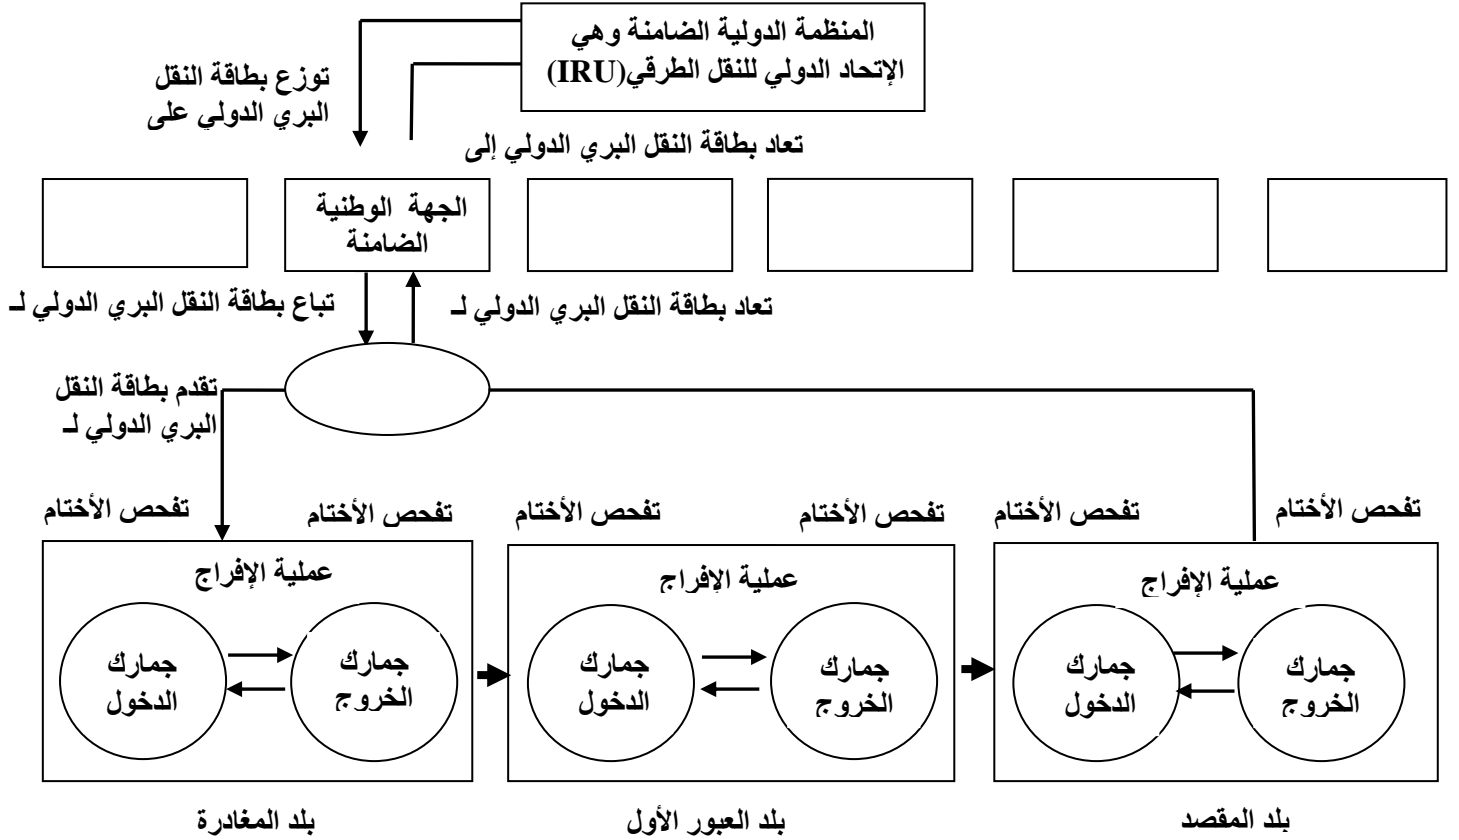 المنظمة الدولية الضامنة وهي
الإتحاد الدولي للنقل الطرقي(IRU)
توزع بطاقة النقل
البري الدولي على
تعاد بطاقة النقل البري الدولي إلى
الجهة الوطنية
الضامنة
تعاد بطاقة النقل البري الدولي لـ
تباع بطاقة النقل البري الدولي لـ
تقدم بطاقة النقل
البري الدولي لـ
تفحص الأختام
تفحص الأختام
تفحص الأختام
تفحص الأختام
تفحص الأختام
تفحص الأختام
عملية الإفراج
جمارك
الدخول
جمارك
الخروج
عملية الإفراج
جمارك
الدخول
جمارك
الخروج
عملية الإفراج
جمارك
الدخول
جمارك
الخروج
بلد المغادرة
بلد العبور الأول
بلد المقصد